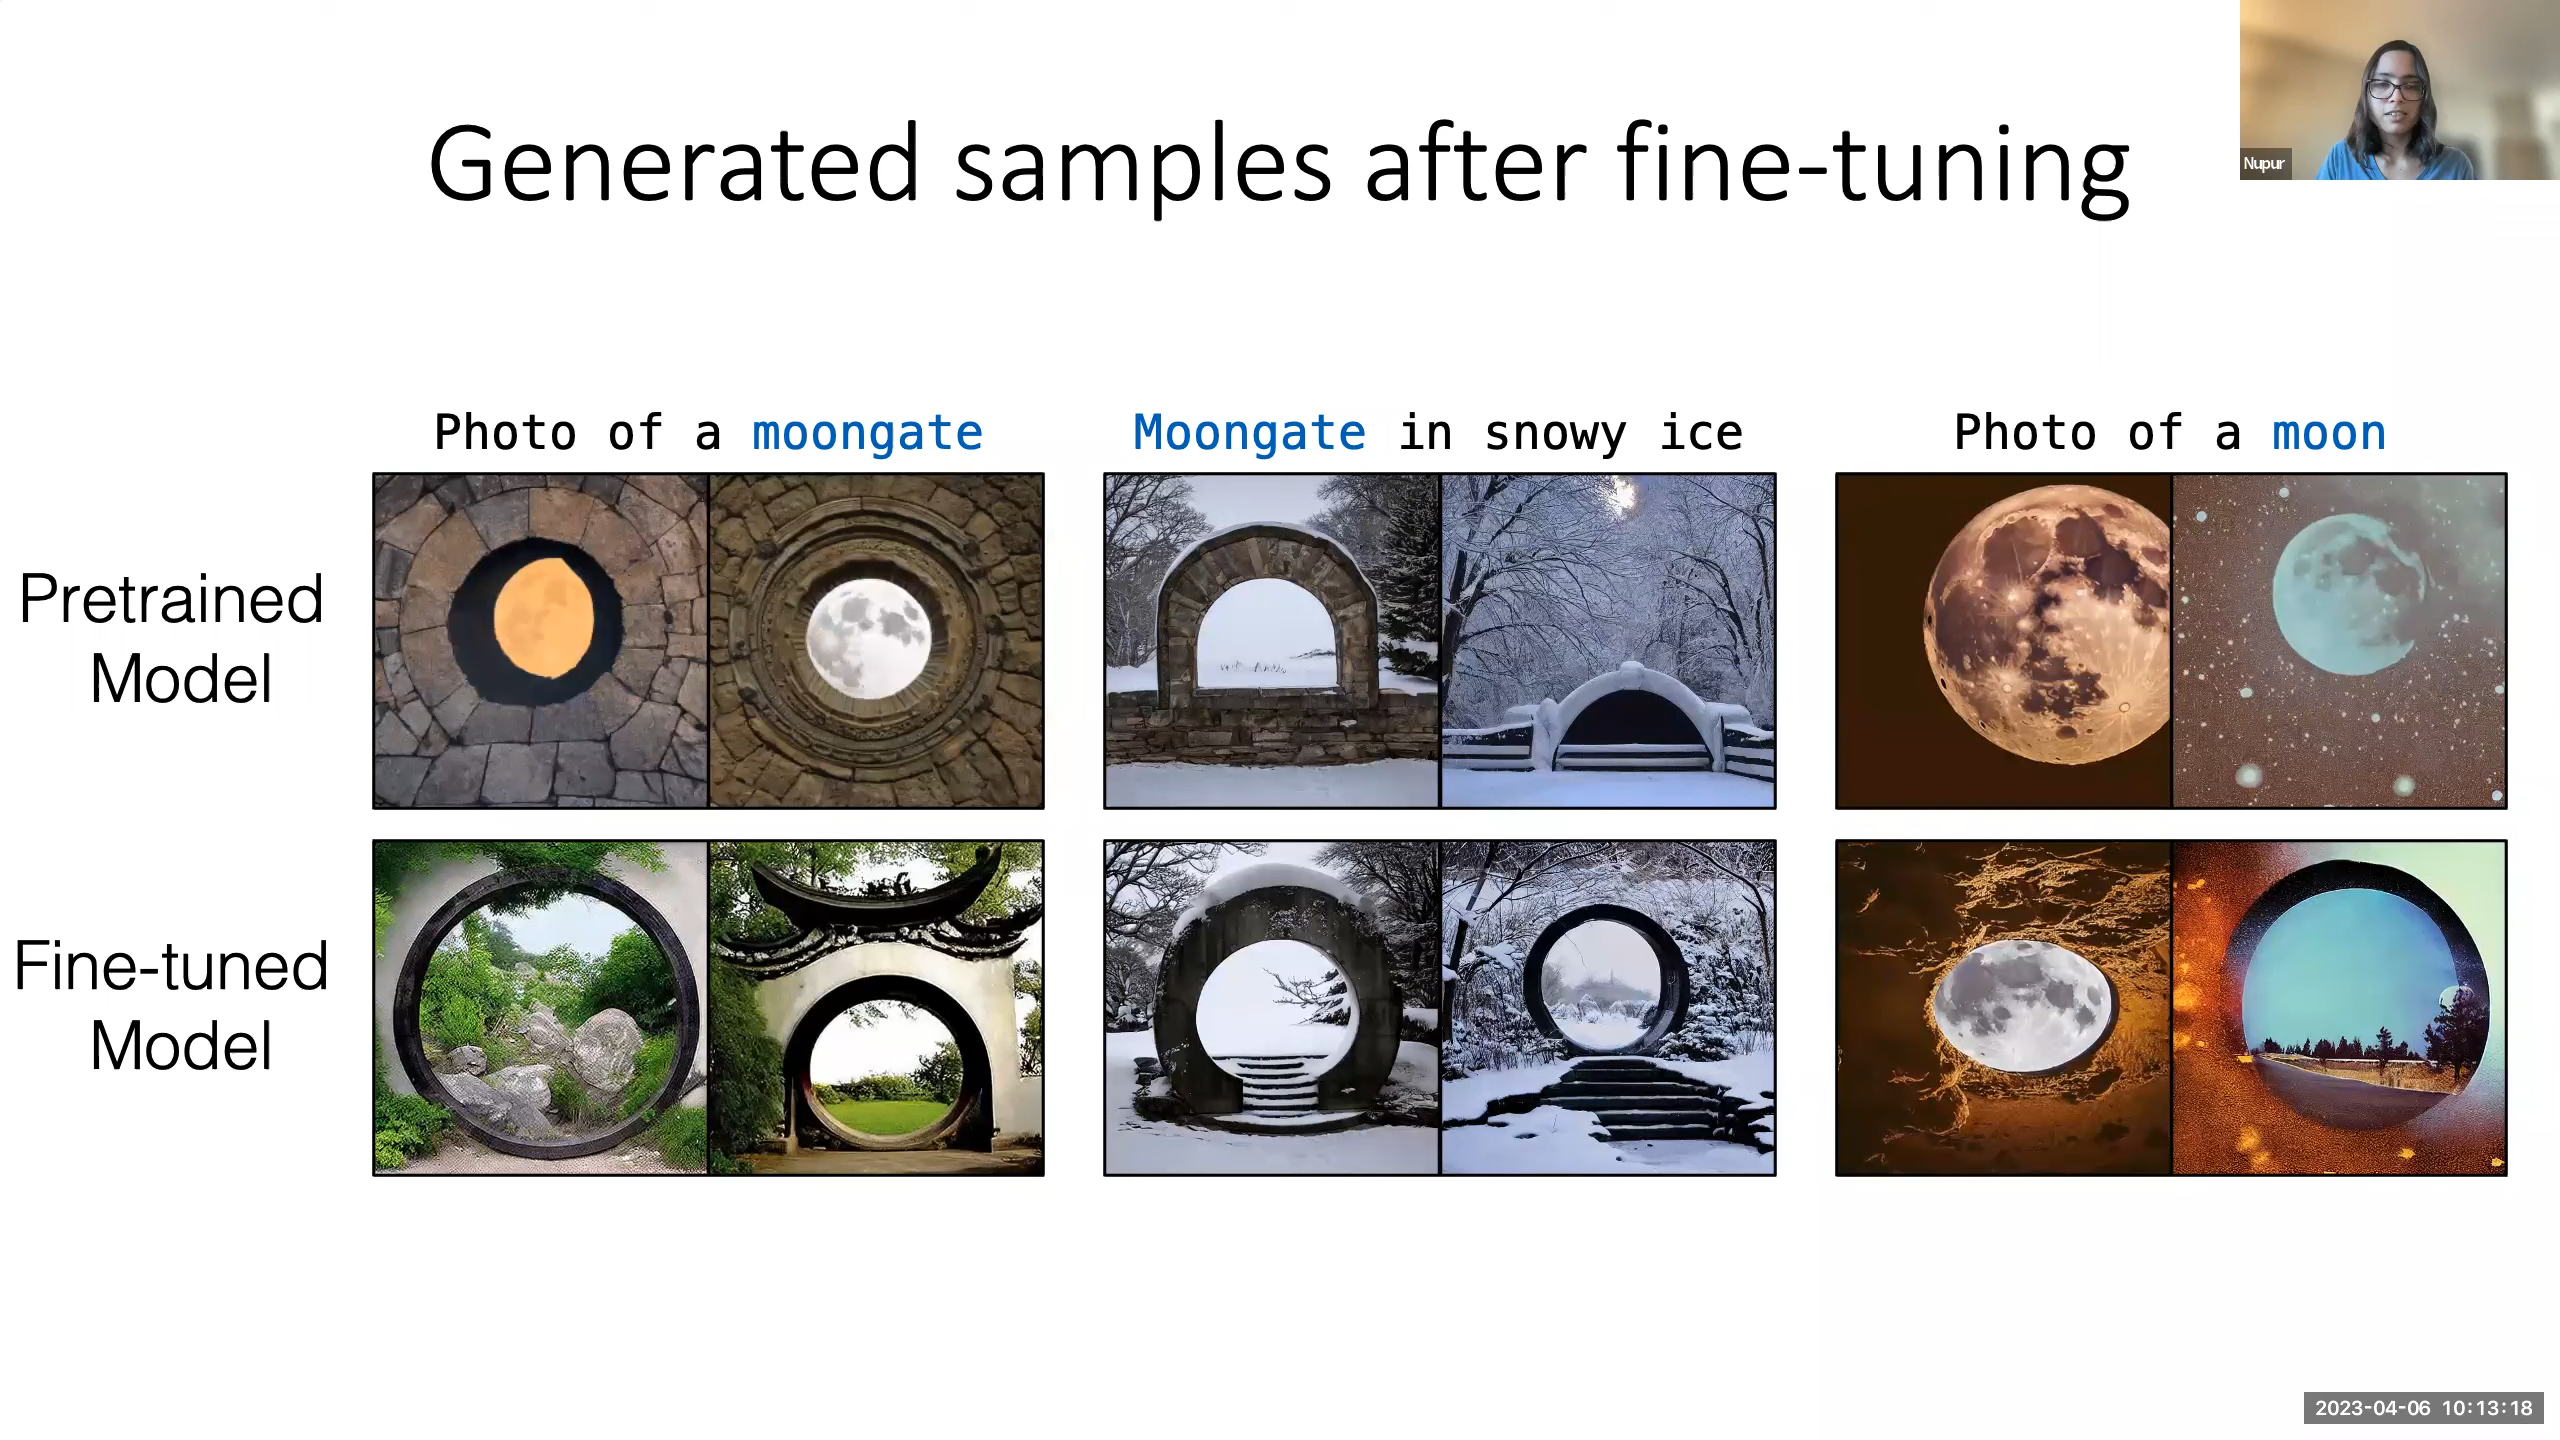 Nupur
Generated samples after fine-tuning
Photo of a moongate
Moongate in snowy ice
Photo of a moon
Pretrained
Model
Fine-tuned
Model
2023-04-06 10:13:18